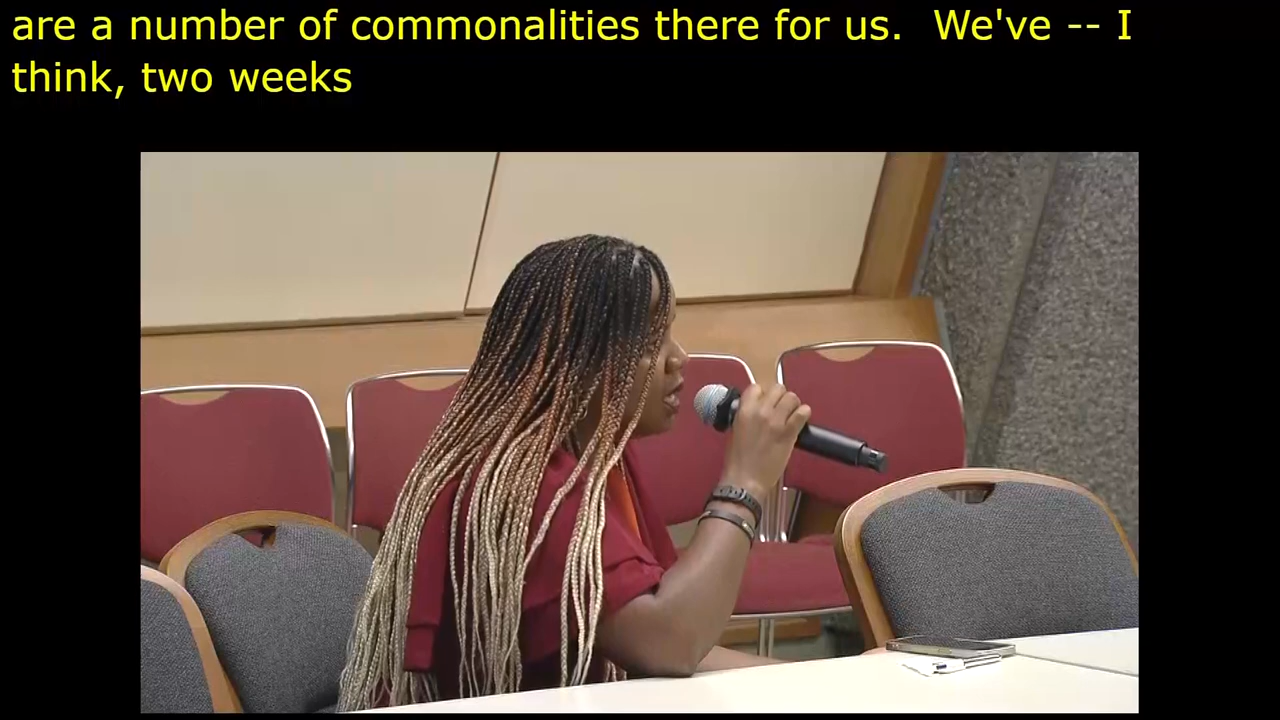 are a number of commonalities there for us.  We've -- I
think, two weeks